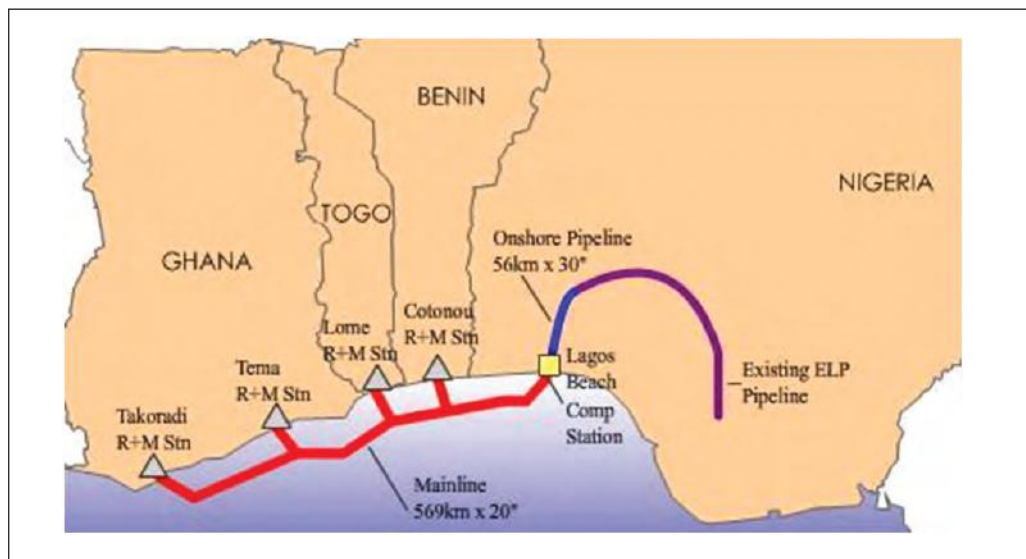 BENIN
NIGERIA
TOGO
GHANA
Onshore Pipeline
56km x 30"
Cotonou
R+M Stn
Lome
R+M Stn
Tema
R+M Stn
Takoradi
R+M Stn
Lagos
Beach
Comp
Station
Existing ELP
Pipeline
Mainline
569km x 20"